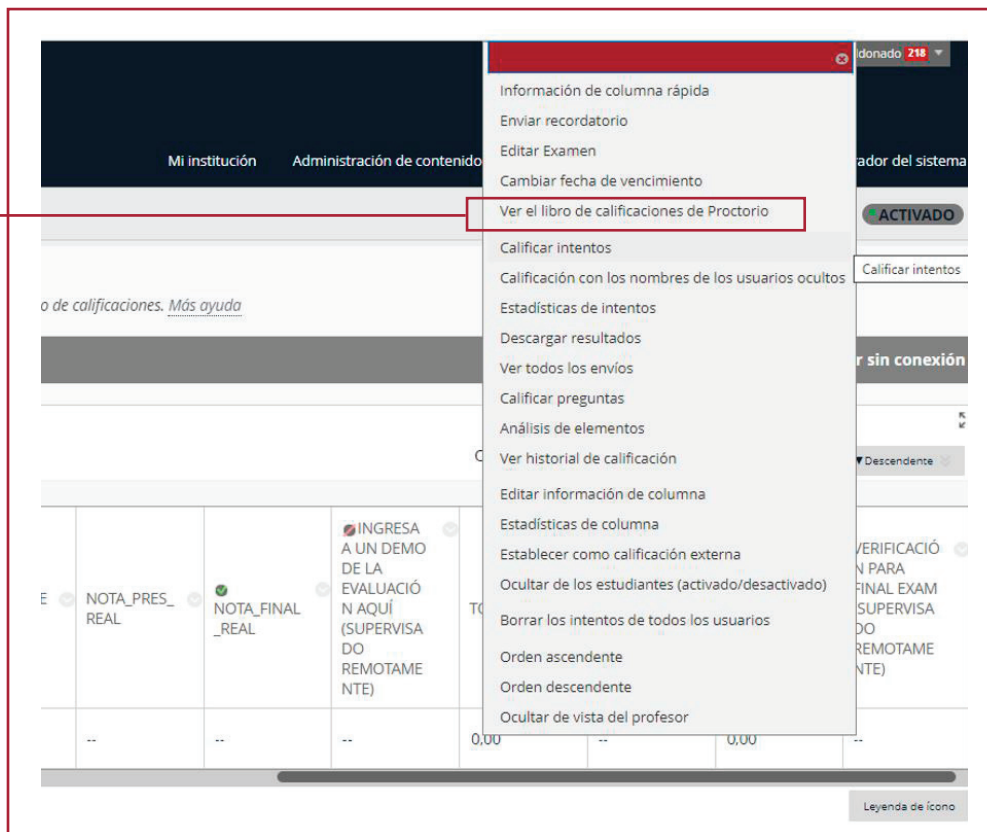 ldonado 218
Mi institución
Administración de contenido
rador del sistema
ACTIVADO
o de calificaciones. Más ayuda
r sin conexión
Información de columna rápida
Enviar recordatorio
Editar Examen
Cambiar fecha de vencimiento
Ver el libro de calificaciones de Proctorio
Calificar intentos
Calificación con los nombres de los usuarios ocultos
Estadísticas de intentos
Descargar resultados
Ver todos los envíos
Calificar preguntas
Análisis de elementos
Ver historial de calificación
Editar información de columna
Estadísticas de columna
Establecer como calificación externa
Ocultar de los estudiantes (activado/desactivado)
Borrar los intentos de todos los usuarios
Orden ascendente
Orden descendente
Ocultar de vista del profesor
Calificar intentos
C
Descendente
E
NOTA_PRES_
REAL
NOTA_FINAL
_REAL
INGRESA
A UN DEMO
DE LA
EVALUACIÓ
N AQUÍ
(SUPERVISA
DO
REMOTAME
NTE)
TO
VERIFICACIÓ
N PARA
FINAL EXAM
(SUPERVISA
DO
REMOTAME
NTE)
-- -- -- 0,00 -- 0,00 --
Leyenda de ícono